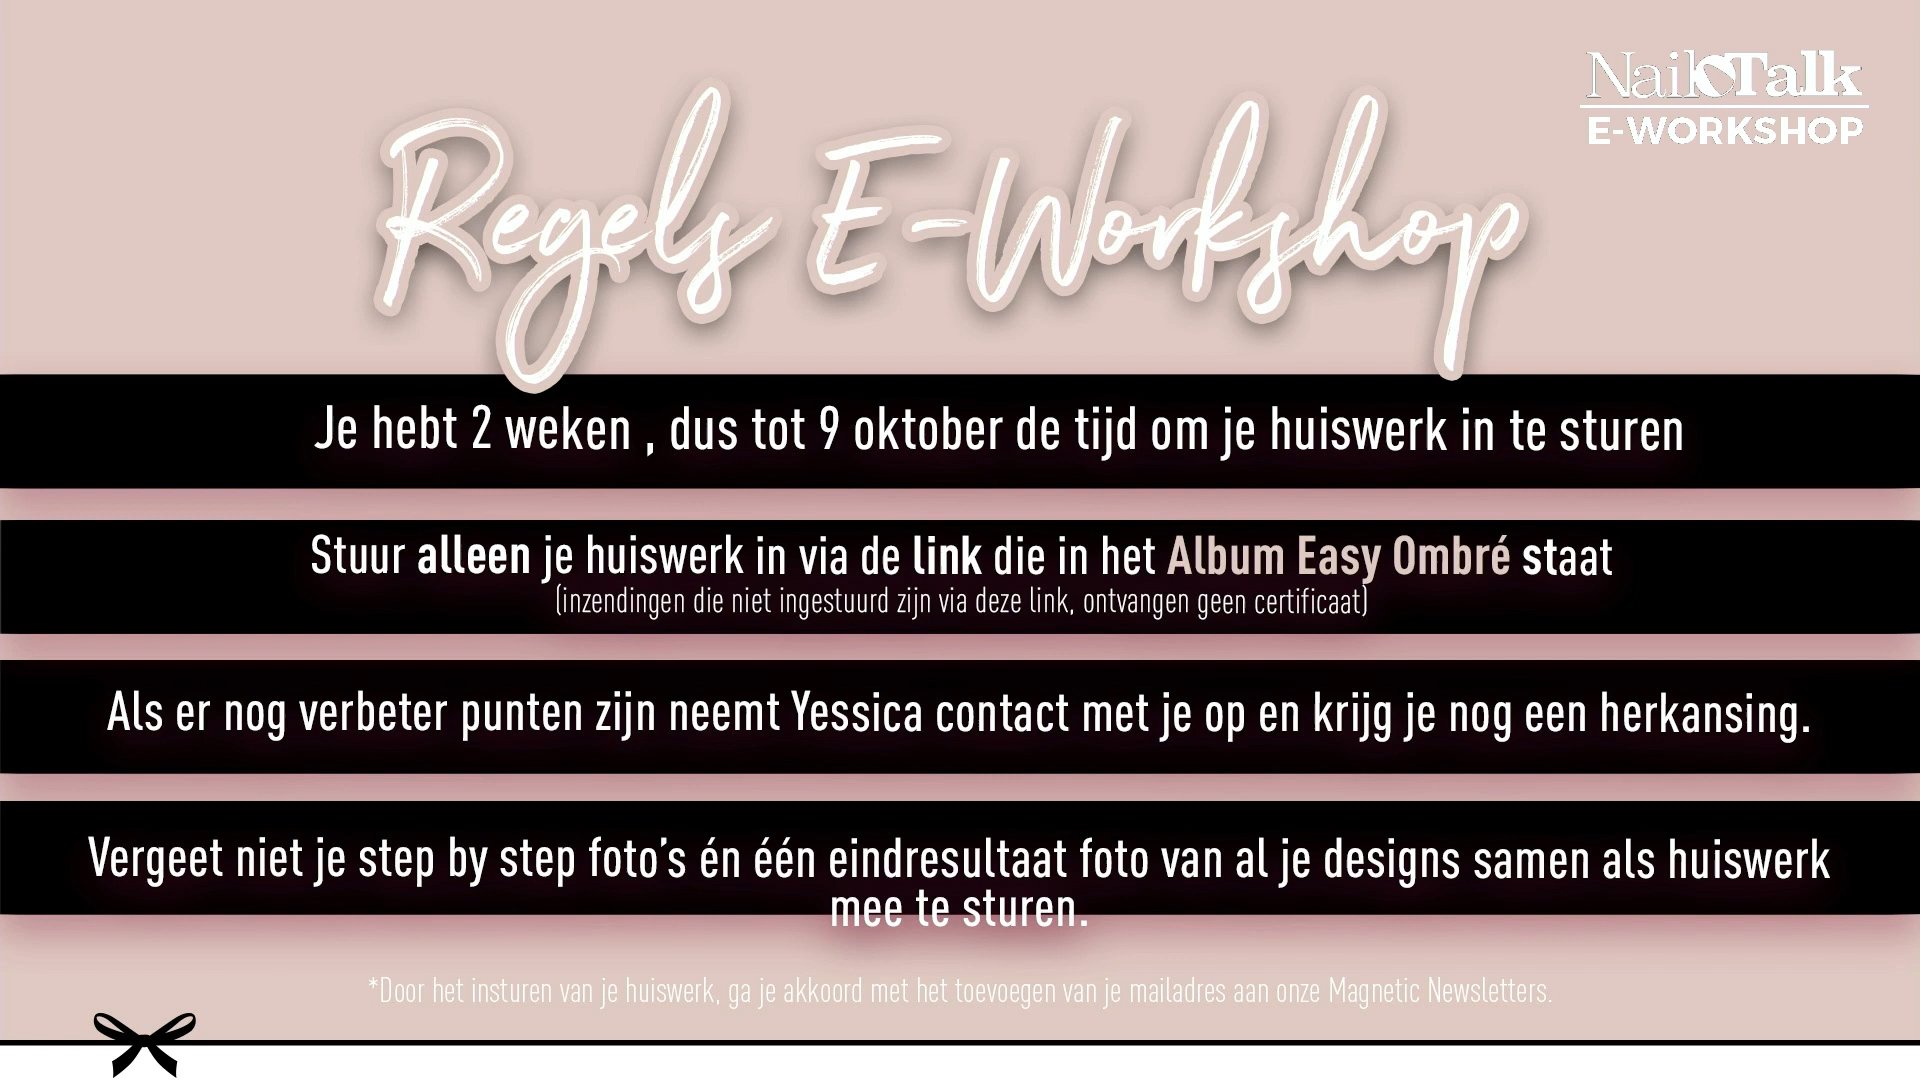 Nail Talk
E-WORKSHOP
Regels E-Workshop
Je hebt 2 weken , dus tot 9 oktober de tijd om je huiswerk in te sturen
Stuur alleen je huiswerk in via de link die in het Album Easy Ombré staat
(inzendingen die niet ingestuurd zijn via deze link, ontvangen geen certificaat)
Als er nog verbeter punten zijn neemt Yessica contact met je op en krijg je nog een herkansing.
Vergeet niet je step by step foto's én één eindresultaat foto van al je designs samen als huiswerk
mee te sturen.
*Door het insturen van je huiswerk, ga je akkoord met het toevoegen van je mailadres aan onze Magnetic Newsletters.